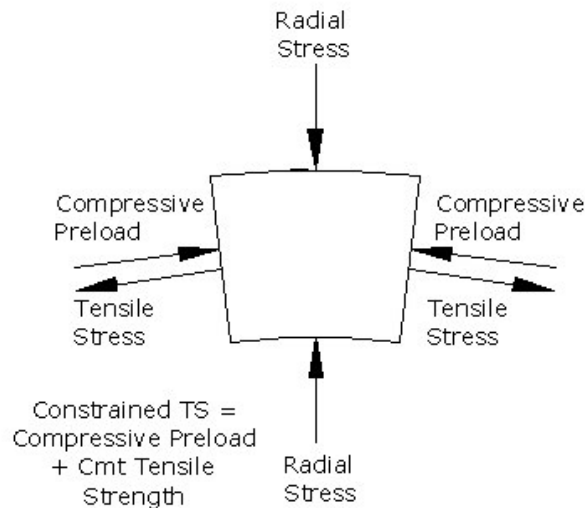 Radial
Stress
Compressive
Preload
Compressive
Preload
Tensile
Stress
Tensile
Stress
Constrained TS =
Compressive Preload
+ Cmt Tensile
Strength
Radial
Stress